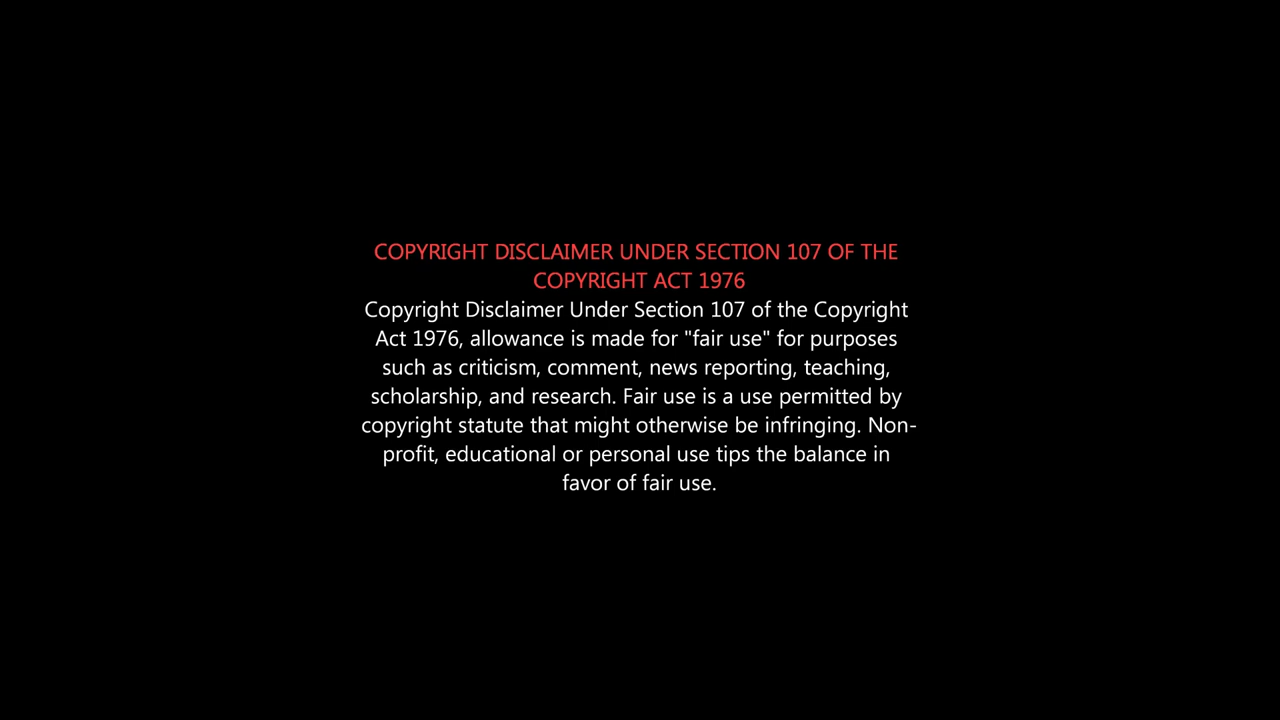 COPYRIGHT DISCLAIMER UNDER SECTION 107 OF THE
COPYRIGHT ACT 1976
Copyright Disclaimer Under Section 107 of the Copyright
Act 1976, allowance is made for "fair use" for purposes
such as criticism, comment, news reporting, teaching,
scholarship, and research. Fair use is a use permitted by
copyright statute that might otherwise be infringing. Non-
profit, educational or personal use tips the balance in
favor of fair use.